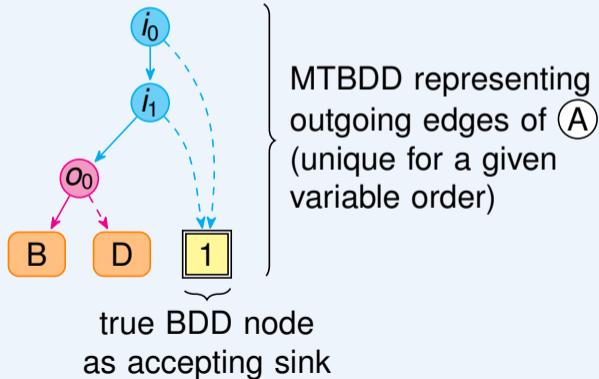 i₀
i₁
o₀
B
D
1
MTBDD representing
outgoing edges of A
(unique for a given
variable order)
true BDD node
as accepting sink